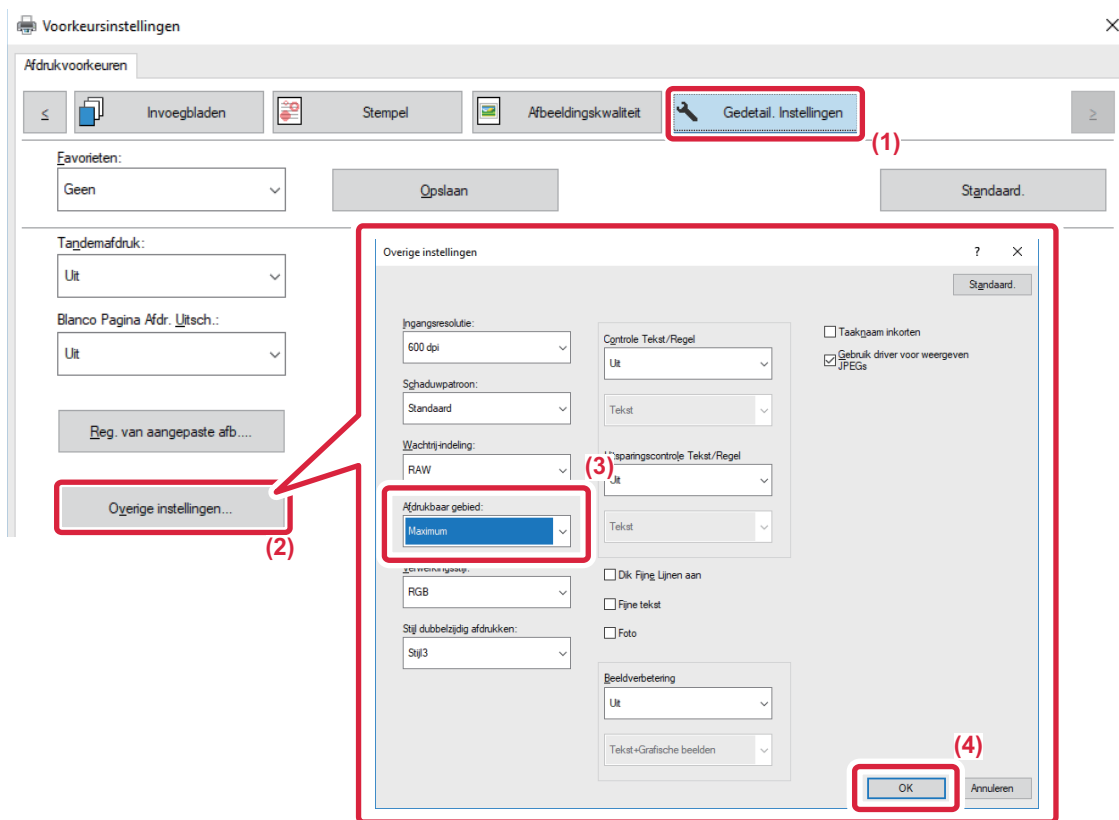 Voorkeursinstellingen
Afdrukvoorkeuren
≤
Invoegbladen
Stempel
Afbeeldingskwaliteit
Gedetail. Instellingen
≥
(1)
Favorieten:
Geen
Opslaan
Standaard.
Tandemafdruk:
Uit
Blanco Pagina Afdr. Uitsch.:
Uit
Reg. van aangepaste afb....
Overige instellingen...
(2)
Overige instellingen
?
Standaard.
Ingangsresolutie:
600 dpi
Schaduwpatroon:
Standaard
Wachtrij-indeling:
RAW
(3)
Afdrukbaar gebied:
Maximum
Verwerkingsstijl:
RGB
Stijl dubbelzijdig afdrukken:
Stijl3
Controle Tekst/Regel
Uit
Tekst
Uitsparingscontrole Tekst/Regel
Uit
Tekst
Dik Fijne Lijnen aan
Fijne tekst
Foto
Beeldverbetering
Uit
Tekst+Grafische beelden
Taaknaam inkorten
Gebruik driver voor weergeven
JPEGs
(4)
OK
Annuleren